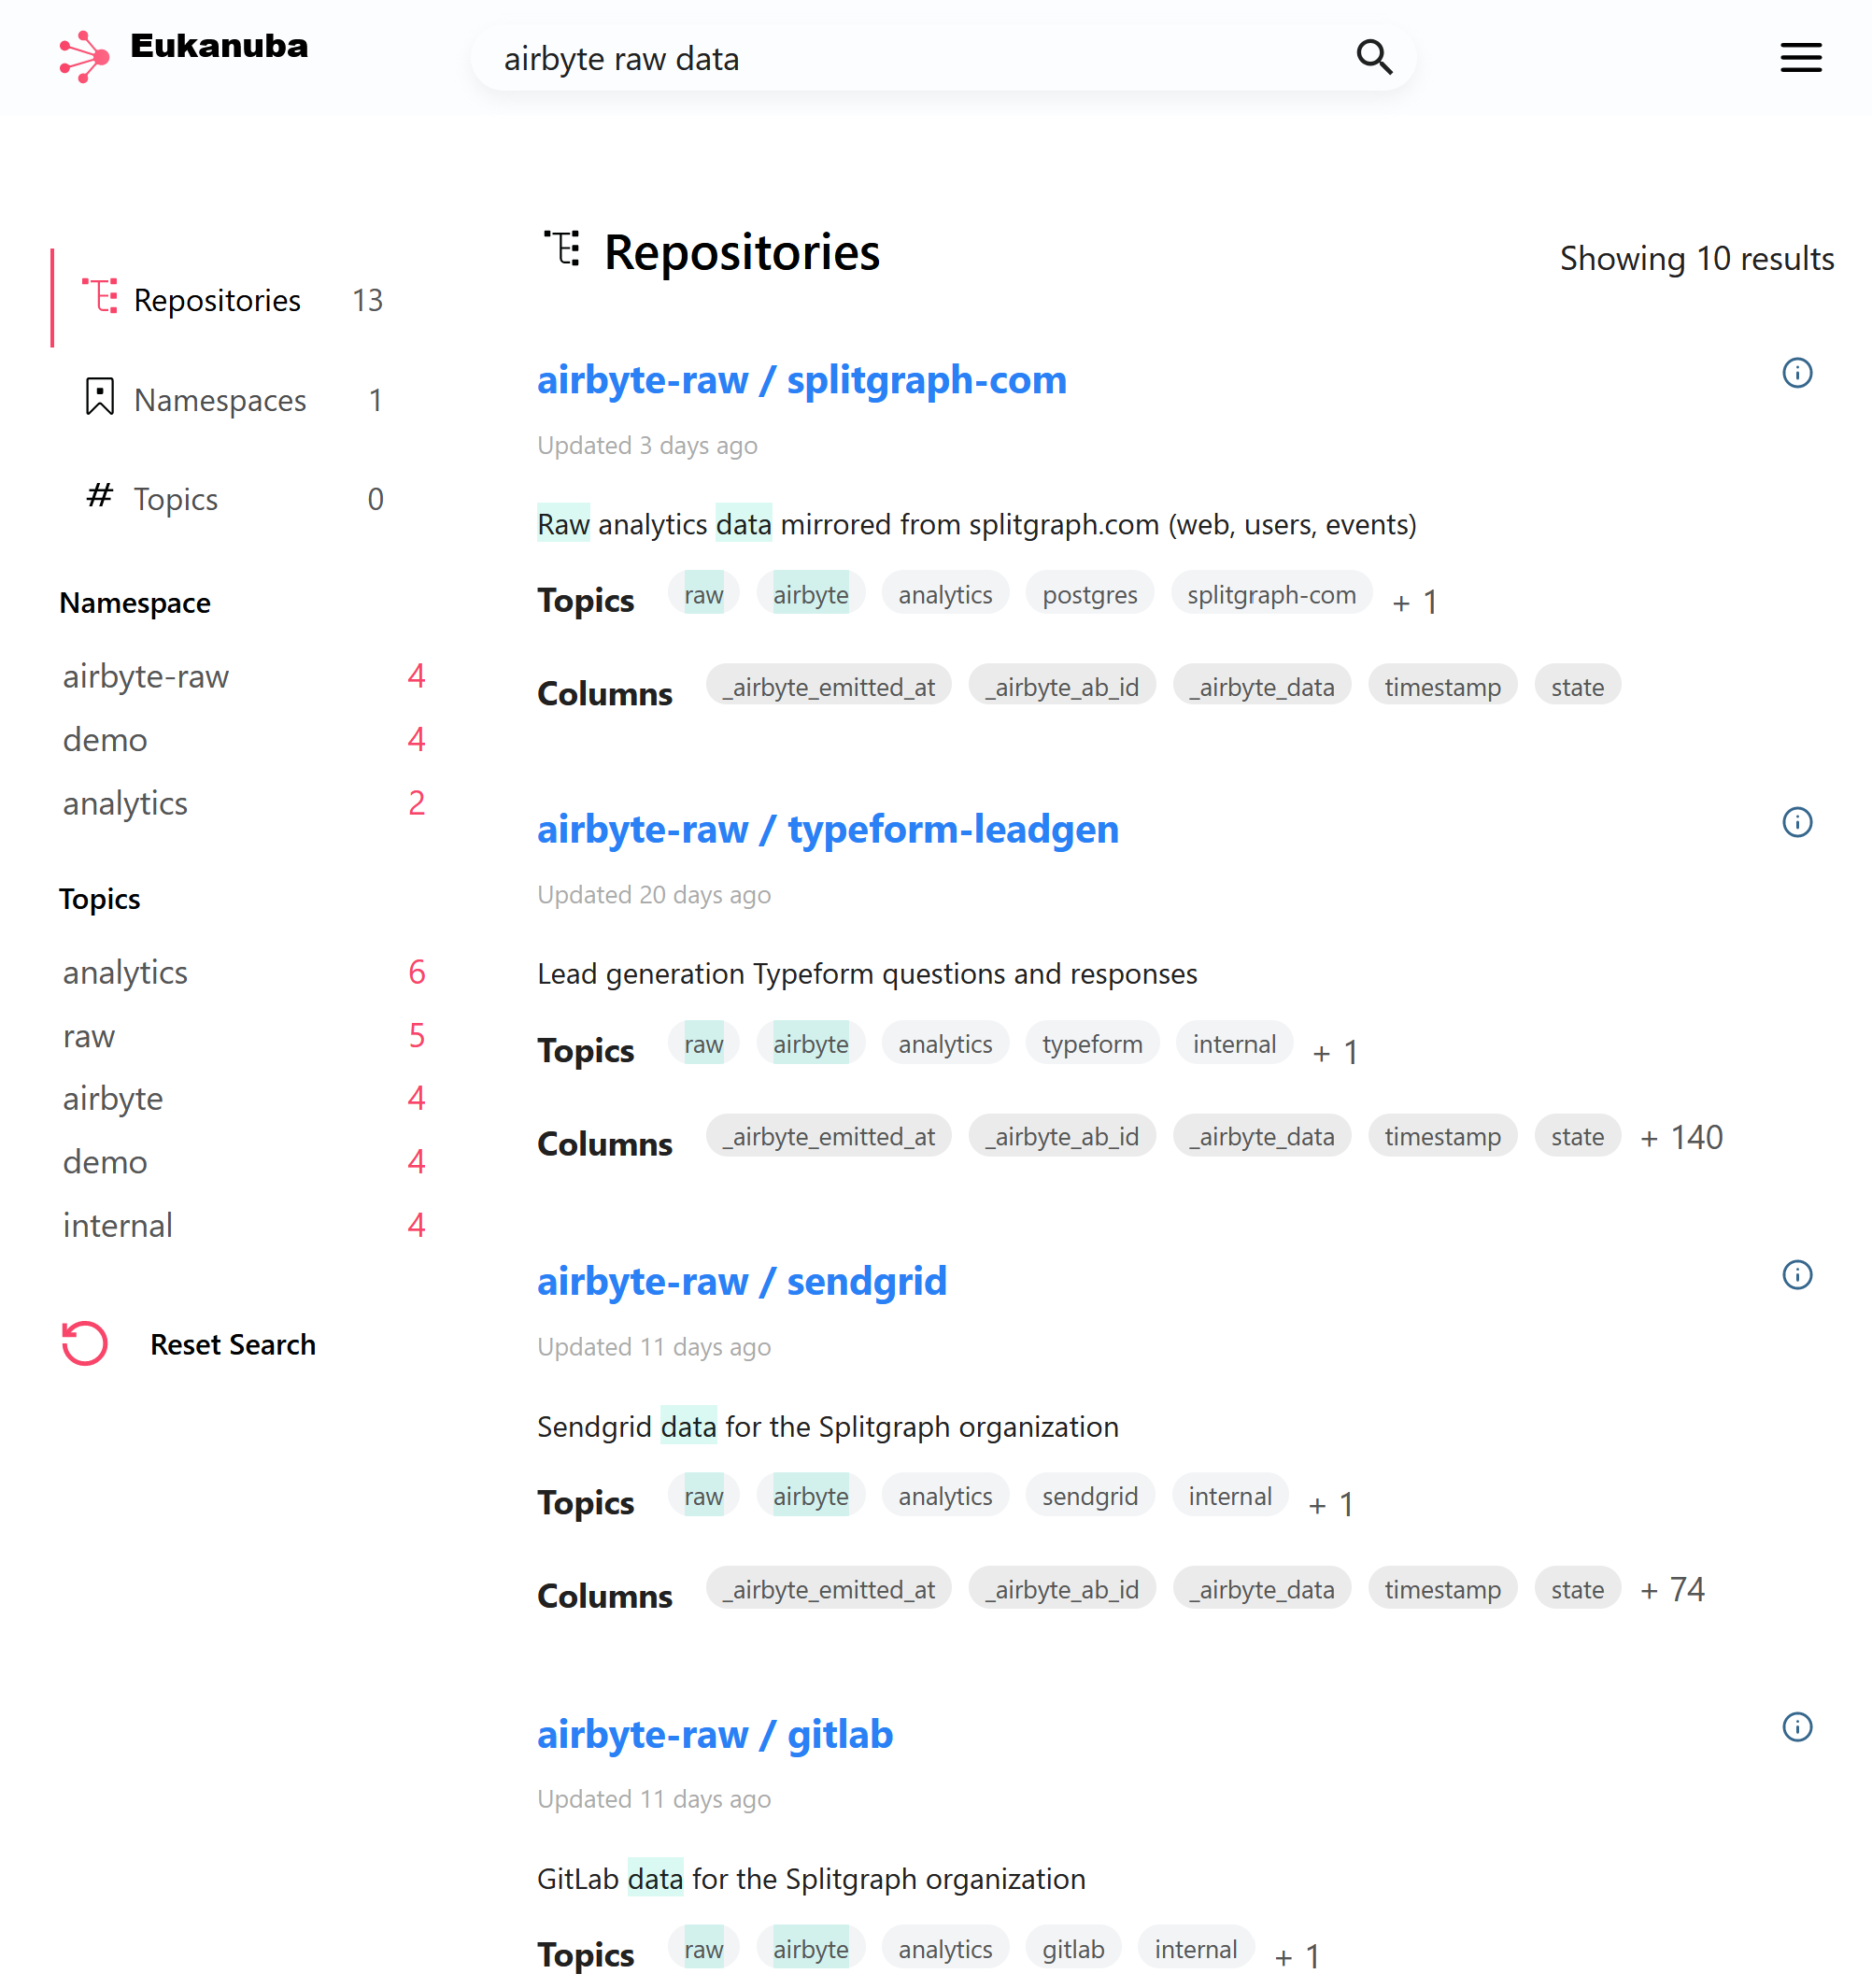 Eukanuba
airbyte raw data
Repositories 13
Namespaces 1
# Topics 0
Namespace
airbyte-raw 4
demo 4
analytics 2
Topics
analytics 6
raw 5
airbyte 4
demo 4
internal 4
Reset Search
Repositories
Showing 10 results
airbyte-raw / splitgraph-com
Updated 3 days ago
Raw analytics data mirrored from splitgraph.com (web, users, events)
Topics raw airbyte analytics postgres splitgraph-com + 1
Columns _airbyte_emitted_at _airbyte_ab_id _airbyte_data timestamp state
airbyte-raw / typeform-leadgen
Updated 20 days ago
Lead generation Typeform questions and responses
Topics raw airbyte analytics typeform internal + 1
Columns _airbyte_emitted_at _airbyte_ab_id _airbyte_data timestamp state + 140
airbyte-raw / sendgrid
Updated 11 days ago
Sendgrid data for the Splitgraph organization
Topics raw airbyte analytics sendgrid internal + 1
Columns _airbyte_emitted_at _airbyte_ab_id _airbyte_data timestamp state + 74
airbyte-raw / gitlab
Updated 11 days ago
GitLab data for the Splitgraph organization
Topics raw airbyte analytics gitlab internal + 1